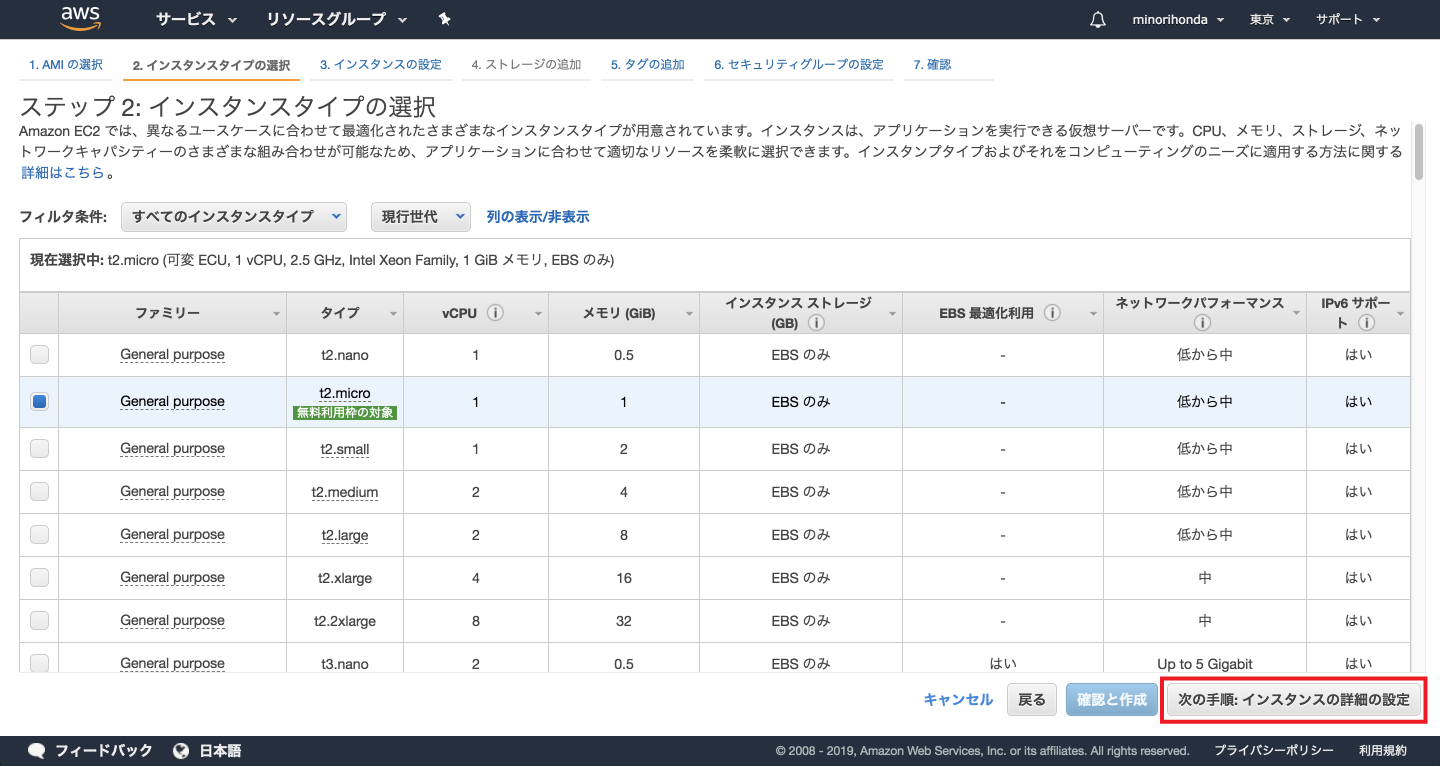 aws サービス リソースグループ minorihonda 東京 サポート
1. AMI の選択 2. インスタンスタイプの選択 3. インスタンスの設定 4. ストレージの追加 5. タグの追加 6. セキュリティグループの設定 7. 確認
ステップ 2: インスタンスタイプの選択
Amazon EC2 では、異なるユースケースに合わせて最適化されたさまざまなインスタンスタイプが用意されています。インスタンスは、アプリケーションを実行できる仮想サーバーです。CPU、メモリ、ストレージ、ネッ
トワークキャパシティーのさまざまな組み合わせが可能なため、アプリケーションに合わせて適切なリソースを柔軟に選択できます。インスタンプタイプおよびそれをコンピューティングのニーズに適用する方法に関する
詳細はこちら。
フィルタ条件: すべてのインスタンスタイプ 現行世代 列の表示/非表示
現在選択中: t2.micro (可変 ECU, 1 vCPU, 2.5 GHz, Intel Xeon Family, 1 GiB メモリ, EBS のみ)
ファミリー タイプ vCPU メモリ (GiB) インスタンス ストレージ (GB) EBS 最適化利用 ネットワークパフォーマンス IPv6 サポート
General purpose t2.nano 1 0.5 EBS のみ - 低から中 はい
General purpose t2.micro 1 1 EBS のみ - 低から中 はい
無料利用枠の対象
General purpose t2.small 1 2 EBS のみ - 低から中 はい
General purpose t2.medium 2 4 EBS のみ - 低から中 はい
General purpose t2.large 2 8 EBS のみ - 低から中 はい
General purpose t2.xlarge 4 16 EBS のみ - 中 はい
General purpose t2.2xlarge 8 32 EBS のみ - 中 はい
General purpose t3.nano 2 0.5 EBS のみ はい Up to 5 Gigabit はい
キャンセル 戻る 確認と作成 次の手順: インスタンスの詳細の設定
フィードバック 日本語 © 2008 - 2019, Amazon Web Services, Inc. or its affiliates. All rights reserved. プライバシーポリシー 利用規約